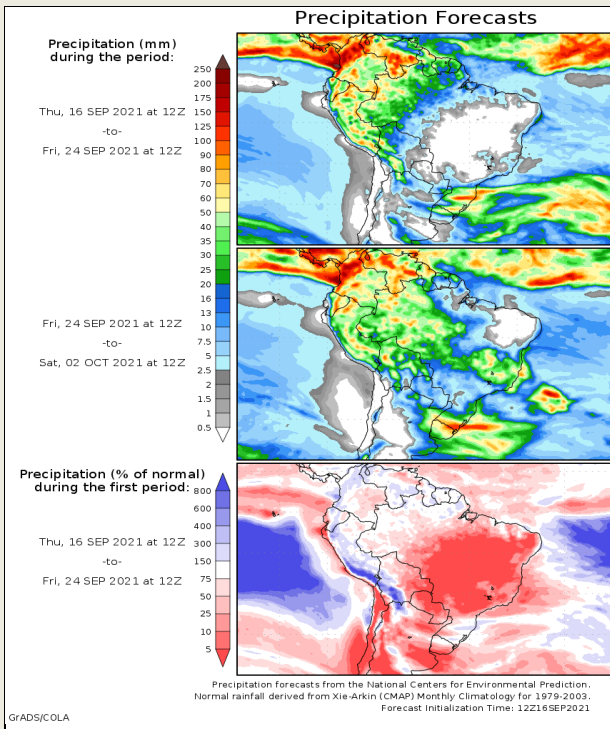 Precipitation Forecasts
Precipitation (mm)
during the period:
Thu, 16 SEP 2021 at 12Z
-to-
Fri, 24 SEP 2021 at 12Z
250
200
175
150
125
100
90
80
70
60
50
40
35
30
25
20
16
13
10
7.5
5
2.5
2
1.5
1
0.5
Fri, 24 SEP 2021 at 12Z
-to-
Sat, 02 OCT 2021 at 12Z
Precipitation (% of normal)
during the first period:
Thu, 16 SEP 2021 at 12Z
-to-
Fri, 24 SEP 2021 at 12Z
800
600
400
300
150
75
50
25
10
5
Precipitation forecasts from the National Centers for Environmental Prediction.
Normal rainfall derived from Xie-Arkin (CMAP) Monthly Climatology for 1979-2003.
Forecast Initialization Time: 12Z16SEP2021
GrADS/COLA